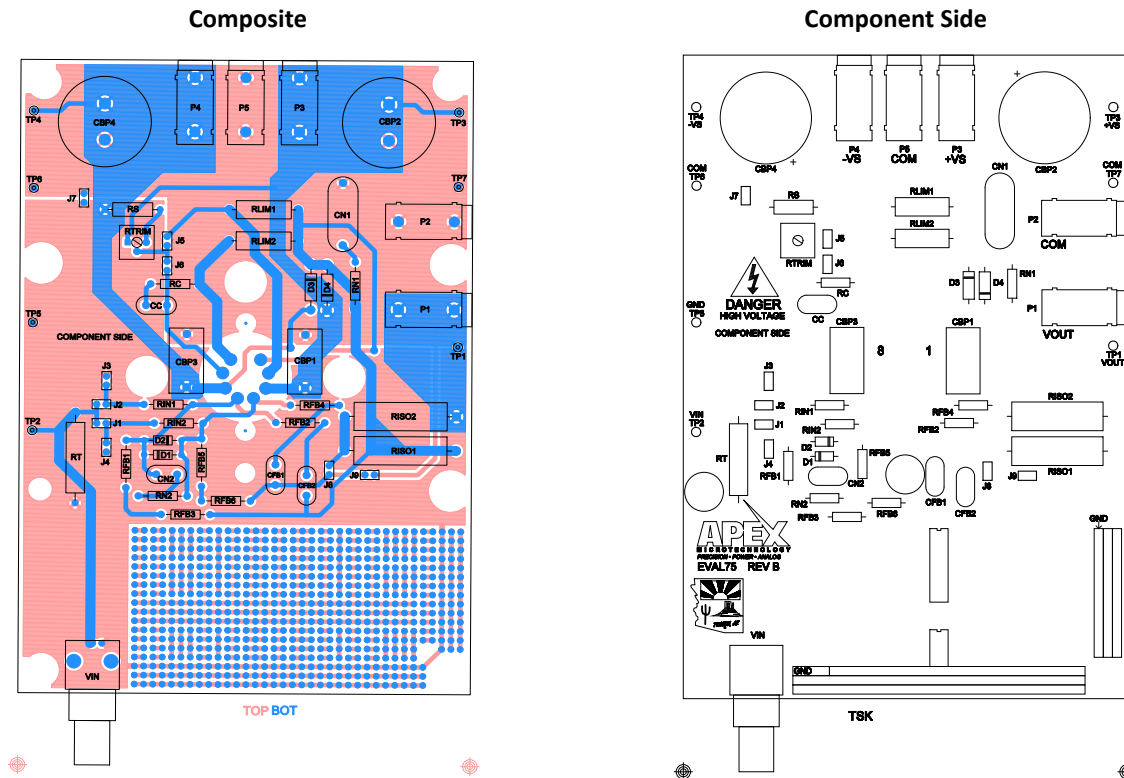 Composite
Component Side
P4
P5
P3
CBP4
CBP2
TP4
TP3
TP6
TP7
J7
RS
RLIM1
CN1
P2
RTRIM
J5
RLIM2
J6
RC
D3
D4
RN1
CC
P1
TP5
COMPONENT SIDE
CBP3
CBP1
TP1
J3
J2
RIN1
RFB4
RISO2
TP2
J1
RIN2
RFB2
D2
RT
J4
RFB1
D1
RFB5
RISO1
CN2
CFB1
CFB2
J8
J9
RN2
RFB6
RFB3
VIN
TOP BOT
TP4
-VS
TP3
+VS
P4
-VS
P5
COM
P3
+VS
CBP4
CBP2
COM
TP6
COM
TP7
CN1
J7
RS
RLIM1
P2
COM
RTRIM
J5
RLIM2
J6
RC
D3
D4
RN1
DANGER
HIGH VOLTAGE
CC
P1
VOUT
GND
TP5
COMPONENT SIDE
CBP3
8
1
CBP1
TP1
VOUT
J3
J2
RIN1
RFB4
RISO2
VIN
TP2
J1
RIN2
RFB2
D2
RT
J4
D1
RFB5
RFB1
CN2
CFB1
CFB2
J8
J9
RISO1
RN2
RFB3
RFB6
GND
APEX
MICROTECHNOLOGY
PRECISION • POWER • ANALOG
EVAL75 REV B
VIN
GND
TSK